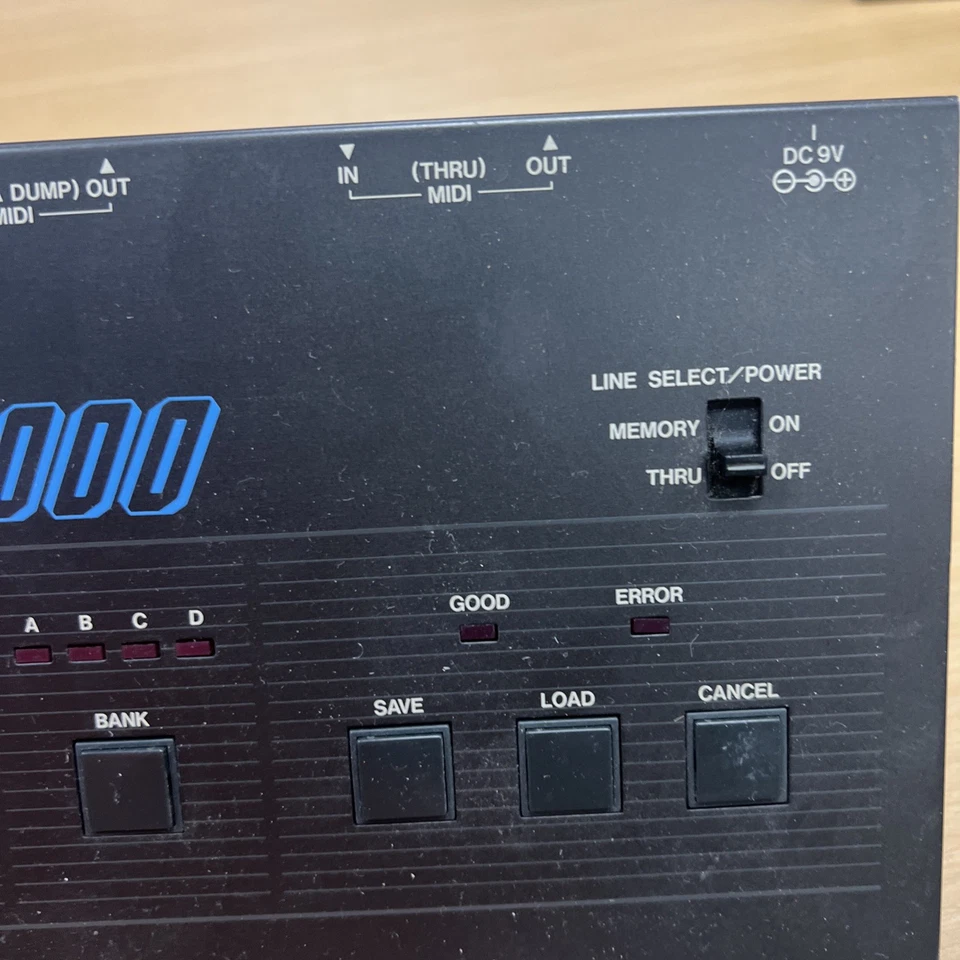 DUMP) OUT
MIDI
IN (THRU) OUT
MIDI
DC 9V
LINE SELECT/POWER
MEMORY ON
THRU OFF
000
A B C D
GOOD ERROR
BANK
SAVE LOAD CANCEL